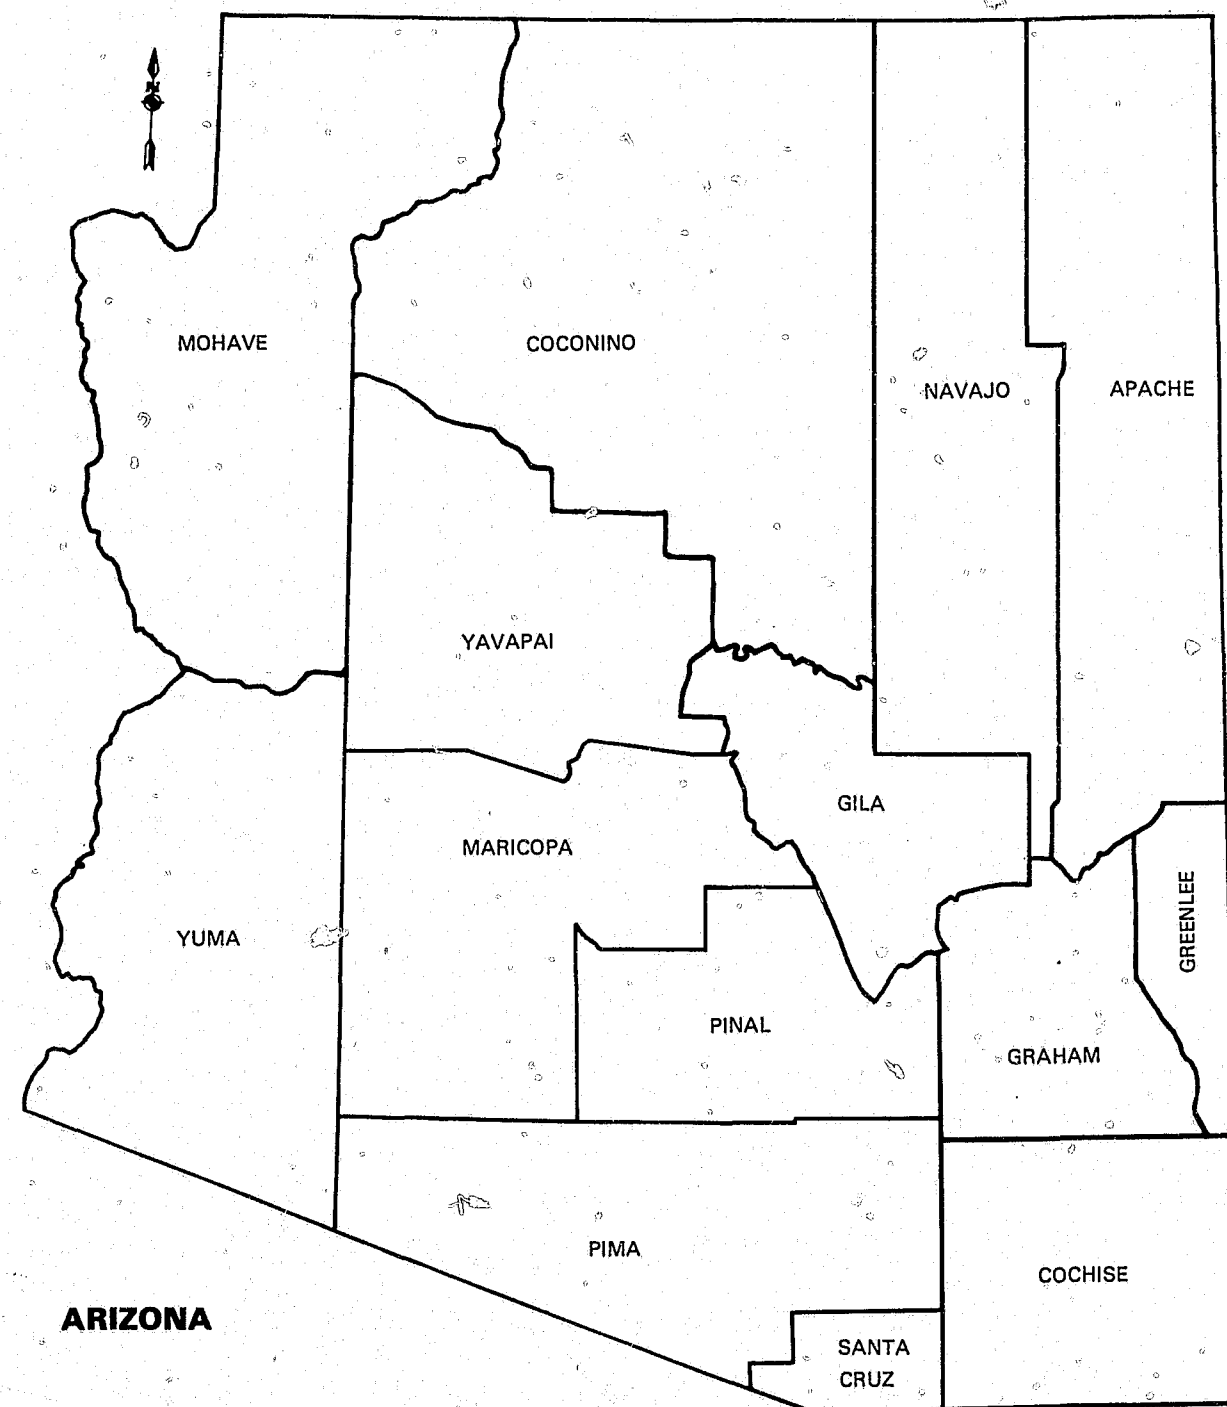 N
MOHAVE
COCONINO
NAVAJO
APACHE
YAVAPAI
GILA
MARICOPA
GREENLEE
YUMA
PINAL
GRAHAM
PIMA
COCHISE
ARIZONA
SANTA
CRUZ